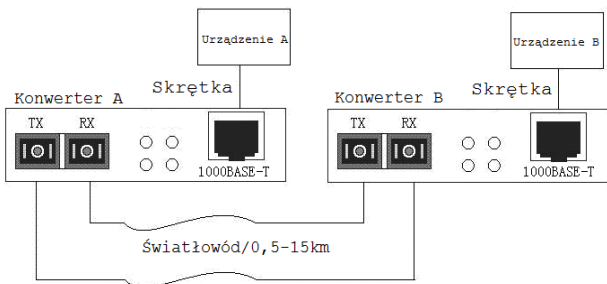 Urządzenie A
Urządzenie B
Konwerter A
Skrętka
Konwerter B
Skrętka
TX RX
1000BASE-T
TX RX
1000BASE-T
Światłowód/0,5-15km